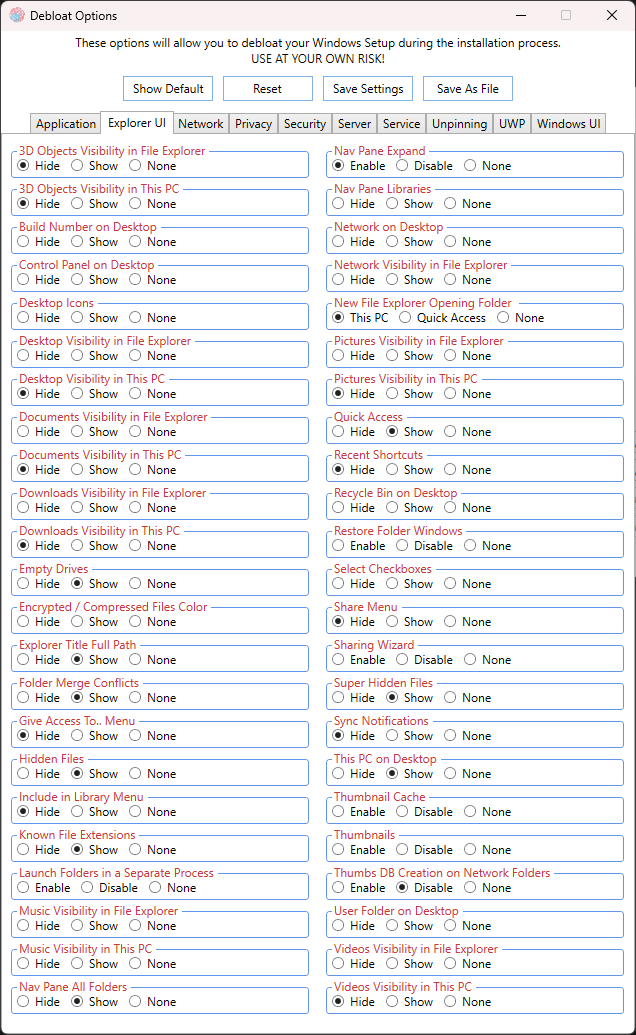 Debloat Options
These options will allow you to debloat your Windows Setup during the installation process.
USE AT YOUR OWN RISK!
Show Default Reset Save Settings Save As File
Application Explorer UI Network Privacy Security Server Service Unpinning UWP Windows UI
3D Objects Visibility in File Explorer
Hide Show None
3D Objects Visibility in This PC
Hide Show None
Build Number on Desktop
Hide Show None
Control Panel on Desktop
Hide Show None
Desktop Icons
Hide Show None
Desktop Visibility in File Explorer
Hide Show None
Desktop Visibility in This PC
Hide Show None
Documents Visibility in File Explorer
Hide Show None
Documents Visibility in This PC
Hide Show None
Downloads Visibility in File Explorer
Hide Show None
Downloads Visibility in This PC
Hide Show None
Empty Drives
Hide Show None
Encrypted / Compressed Files Color
Hide Show None
Explorer Title Full Path
Hide Show None
Folder Merge Conflicts
Hide Show None
Give Access To.. Menu
Hide Show None
Hidden Files
Hide Show None
Include in Library Menu
Hide Show None
Known File Extensions
Hide Show None
Launch Folders in a Separate Process
Enable Disable None
Music Visibility in File Explorer
Hide Show None
Music Visibility in This PC
Hide Show None
Nav Pane All Folders
Hide Show None
Nav Pane Expand
Enable Disable None
Nav Pane Libraries
Hide Show None
Network on Desktop
Hide Show None
Network Visibility in File Explorer
Hide Show None
New File Explorer Opening Folder
This PC Quick Access None
Pictures Visibility in File Explorer
Hide Show None
Pictures Visibility in This PC
Hide Show None
Quick Access
Hide Show None
Recent Shortcuts
Hide Show None
Recycle Bin on Desktop
Hide Show None
Restore Folder Windows
Enable Disable None
Select Checkboxes
Hide Show None
Share Menu
Hide Show None
Sharing Wizard
Enable Disable None
Super Hidden Files
Hide Show None
Sync Notifications
Hide Show None
This PC on Desktop
Hide Show None
Thumbnail Cache
Enable Disable None
Thumbnails
Enable Disable None
Thumbs DB Creation on Network Folders
Enable Disable None
User Folder on Desktop
Hide Show None
Videos Visibility in File Explorer
Hide Show None
Videos Visibility in This PC
Hide Show None